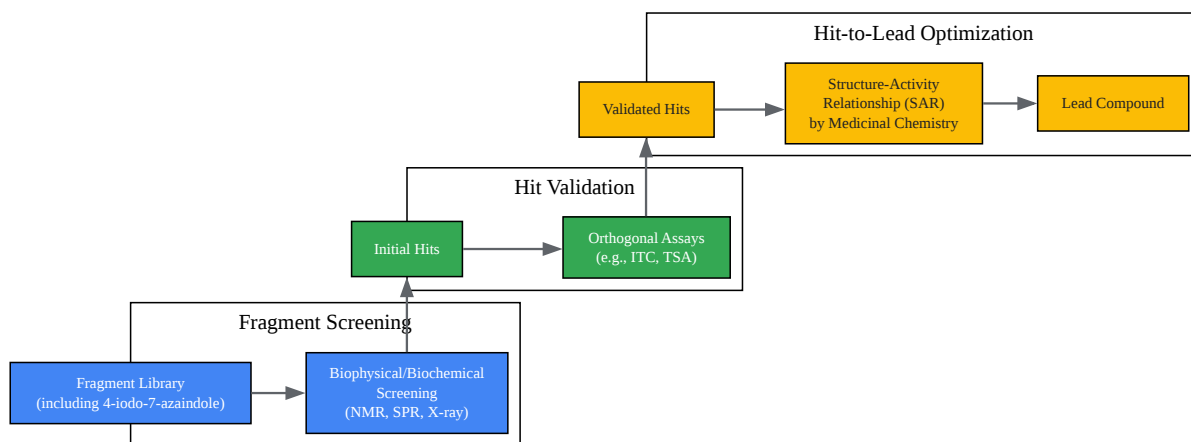 Hit-to-Lead Optimization
Validated Hits
Structure-Activity
Relationship (SAR)
by Medicinal Chemistry
Lead Compound
Hit Validation
Initial Hits
Orthogonal Assays
(e.g., ITC, TSA)
Fragment Screening
Fragment Library
(including 4-iodo-7-azaindole)
Biophysical/Biochemical
Screening
(NMR, SPR, X-ray)